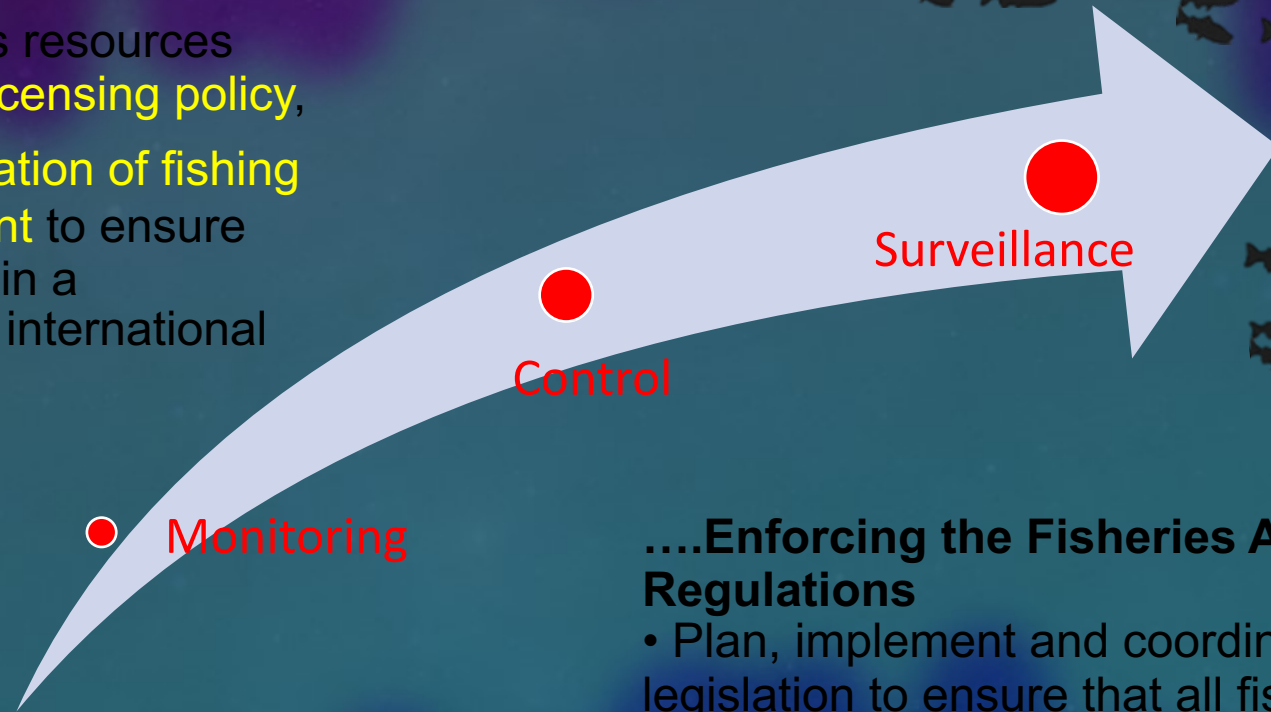 resources
censing policy,
ation of fishing
nt to ensure
in a
international
Surveillance
Control
Monitoring
....Enforcing the Fisheries A
Regulations
• Plan, implement and coordin
legislation to ensure that all fis